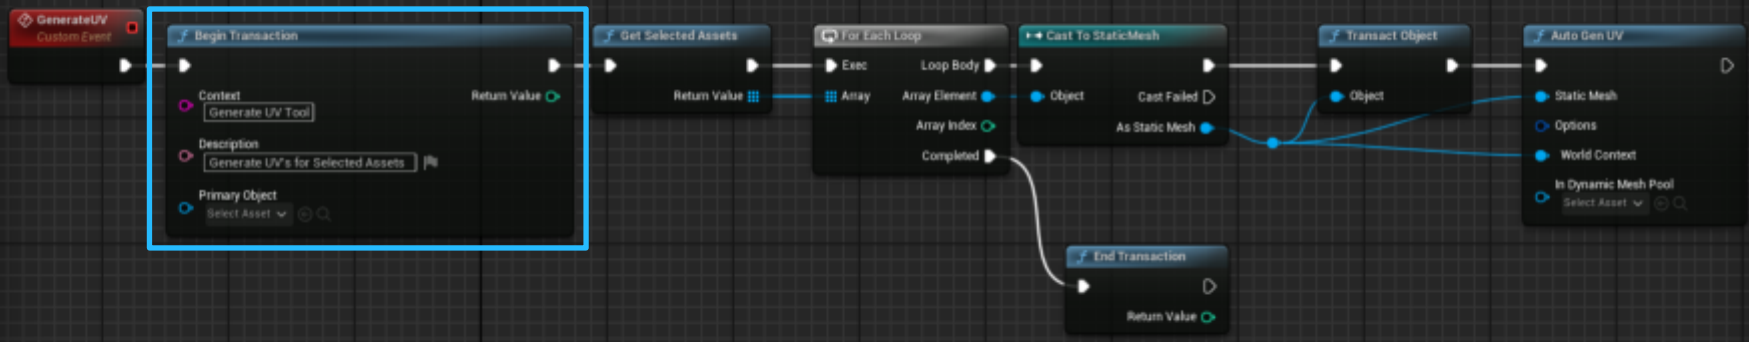 GenerateUV
Custom Event
Begin Transaction
Context
Generate UV Tool
Return Value
Description
Generate UV's for Selected Assets
Primary Object
Select Asset
Get Selected Assets
Return Value
For Each Loop
Exec
Loop Body
Array
Array Element
Array Index
Completed
Cast To StaticMesh
Object
Cast Failed
As Static Mesh
End Transaction
Return Value
Transact Object
Object
Auto Gen UV
Static Mesh
Options
World Context
In Dynamic Mesh Pool
Select Asset